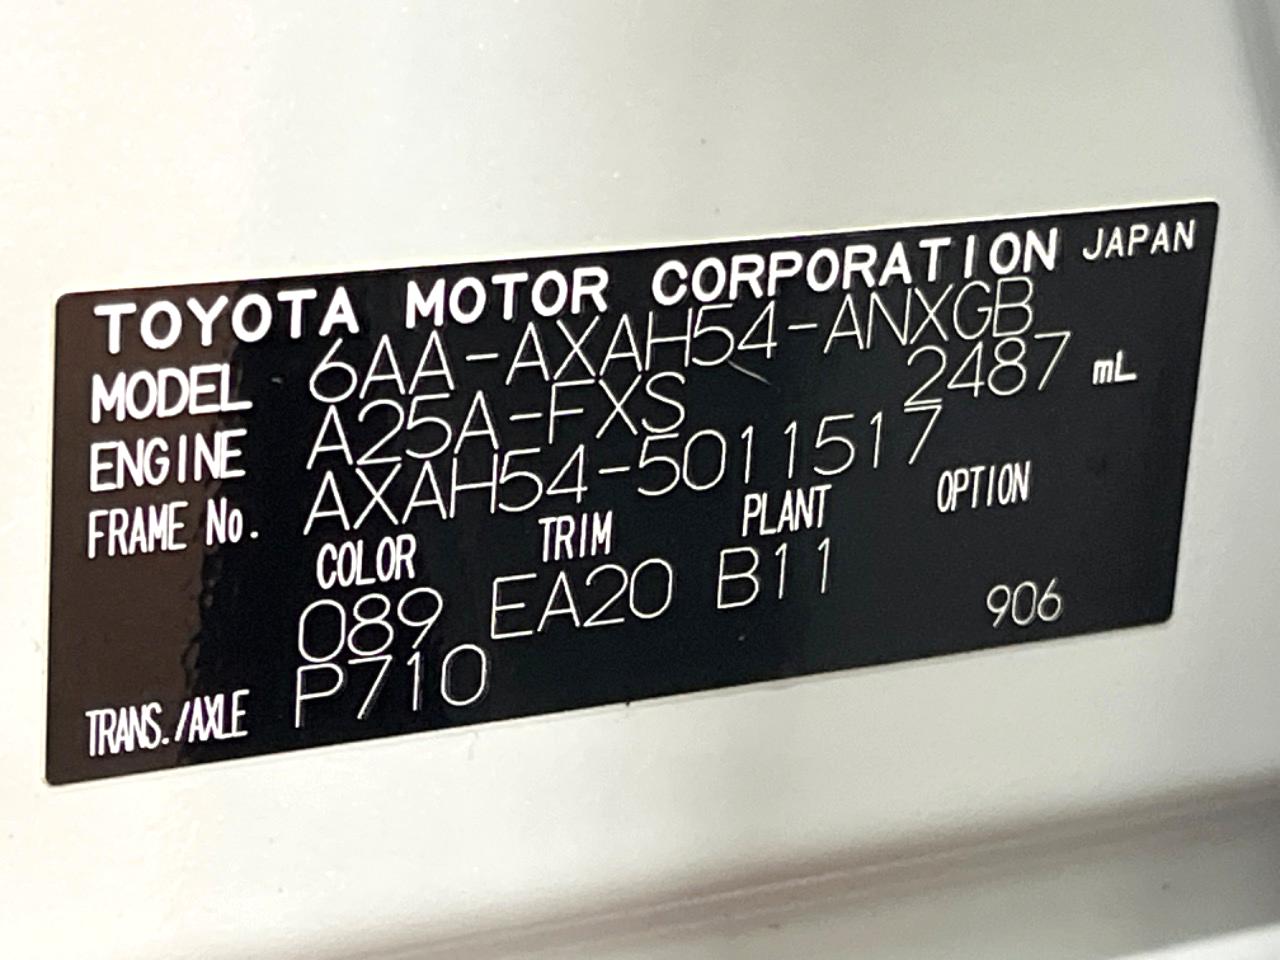 TOYOTA MOTOR CORPORATION JAPAN
MODEL 6AA-AXAH54-ANXGB
ENGINE A25A-FXS 2487 mL
FRAME No. AXAH54-5011517
COLOR TRIM PLANT OPTION
089 EA20 B11
TRANS./AXLE P710 906